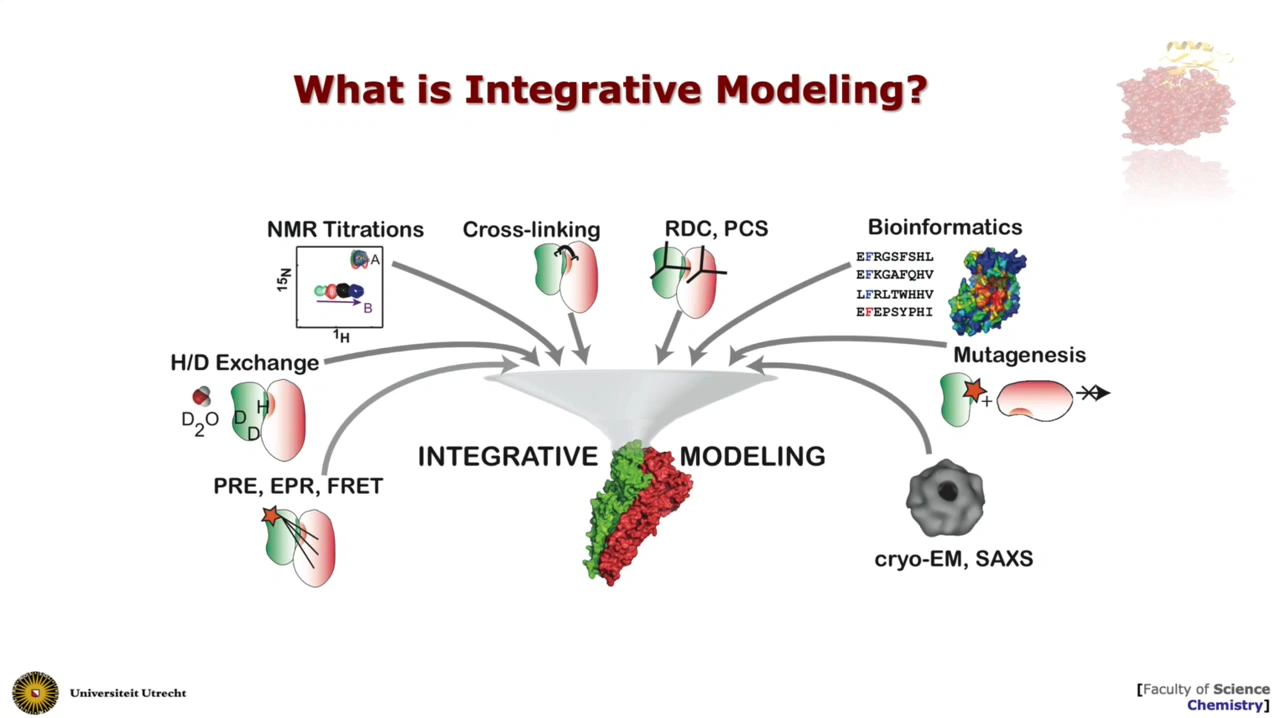 What is Integrative Modeling?
NMR Titrations
15N
A
B
1H
Cross-linking
RDC, PCS
Bioinformatics
EFRGSFSHL
EFKGAFQHV
LFRLTWHHV
EFEPSYPHI
H/D Exchange
D2O
D
H
D
Mutagenesis
+
PRE, EPR, FRET
INTEGRATIVE
MODELING
cryo-EM, SAXS
Universiteit Utrecht
[Faculty of Science
Chemistry]